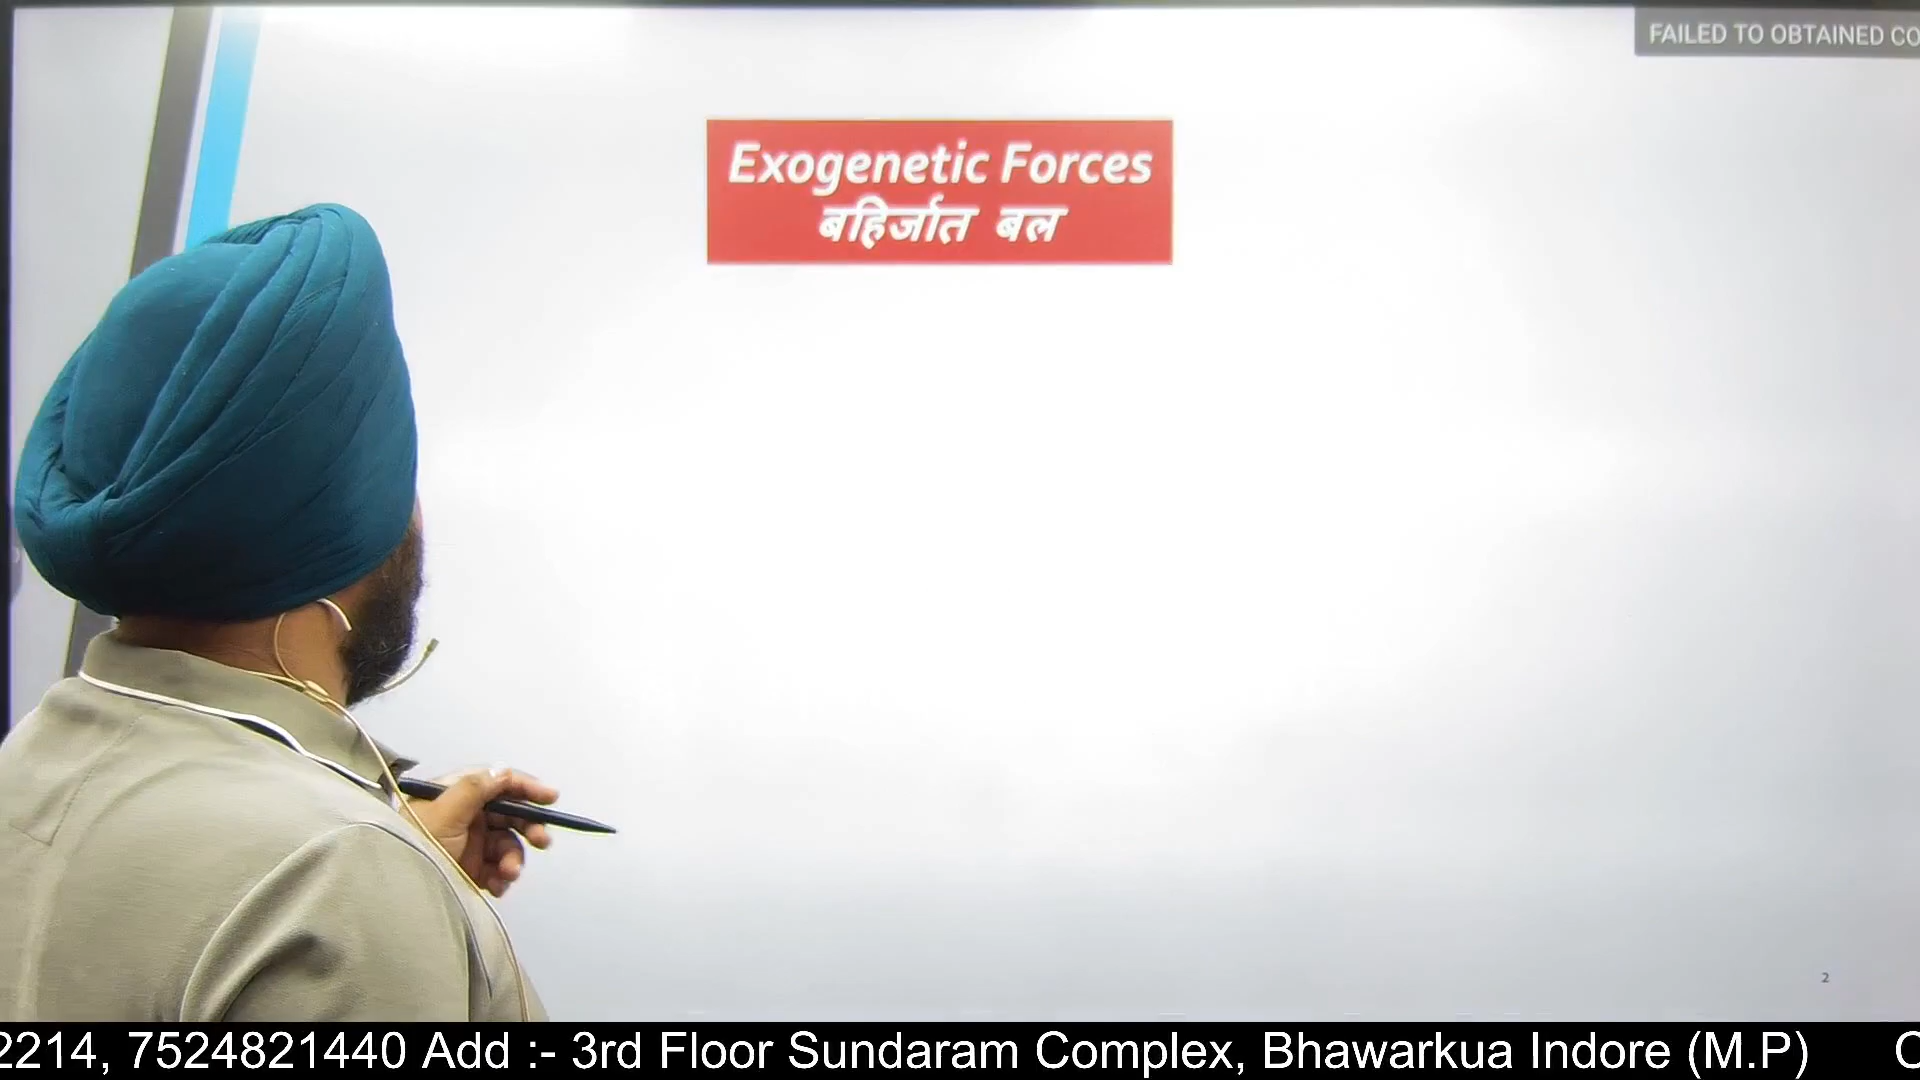 FAILED TO OBTAINED CO
Exogenetic Forces
बहिर्जात बल
2
2214, 7524821440 Add :- 3rd Floor Sundaram Complex, Bhawarkua Indore (M.P)